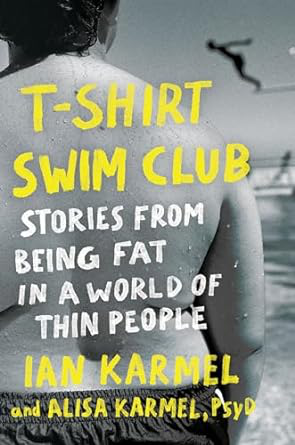 T-SHIRT
SWIM CLUB
STORIES FROM
BEING FAT
IN A WORLD OF
THIN PEOPLE
IAN KARMEL
and ALISA KARMEL, PSYD